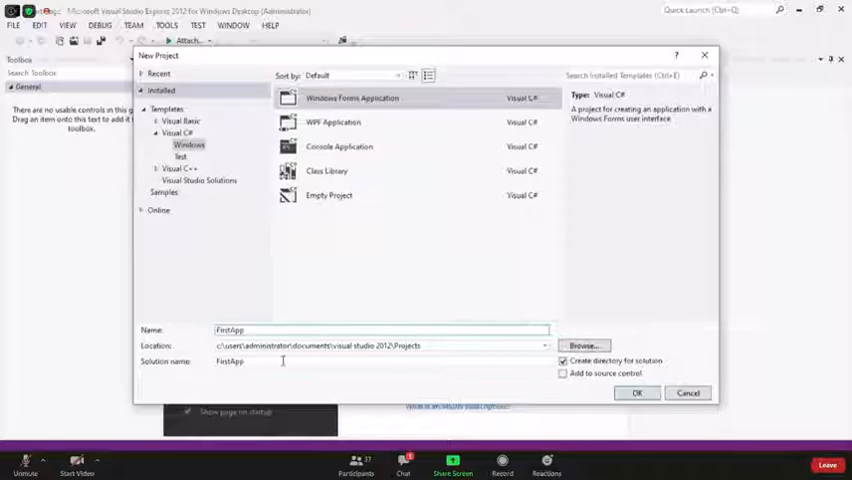 Microsoft Visual Studio Express 2012 for Windows Desktop (Administrator)
Quick Launch (Ctrl+Q)
FILE EDIT VIEW DEBUG TEAM TOOLS TEST WINDOW HELP
Attach...
Toolbox
Search Toolbox
General
There are no usable controls in this g
Drag an item onto this text to add it
toolbox.
New Project
? 
Recent
Installed
Templates:
Visual Basic
Visual C#
Windows
Test
Visual C++
Visual Studio Solutions
Samples
Online
Sort by: Default
Search Installed Templates (Ctrl+E)
Windows Forms Application Visual C#
WPF Application Visual C#
Console Application Visual C#
Class Library Visual C#
Empty Project Visual C#
Type: Visual C#
A project for creating an application with a
Windows Forms user interface
Name: FirstApp
Location: c:\users\administrator\documents\visual studio 2012\Projects
Browse...
Solution name: FirstApp
Create directory for solution
Add to source control
OK Cancel
Show page on startup
Unmute
Start Video
Participants 37
Chat 1
Share Screen
Record
Reactions
Leave